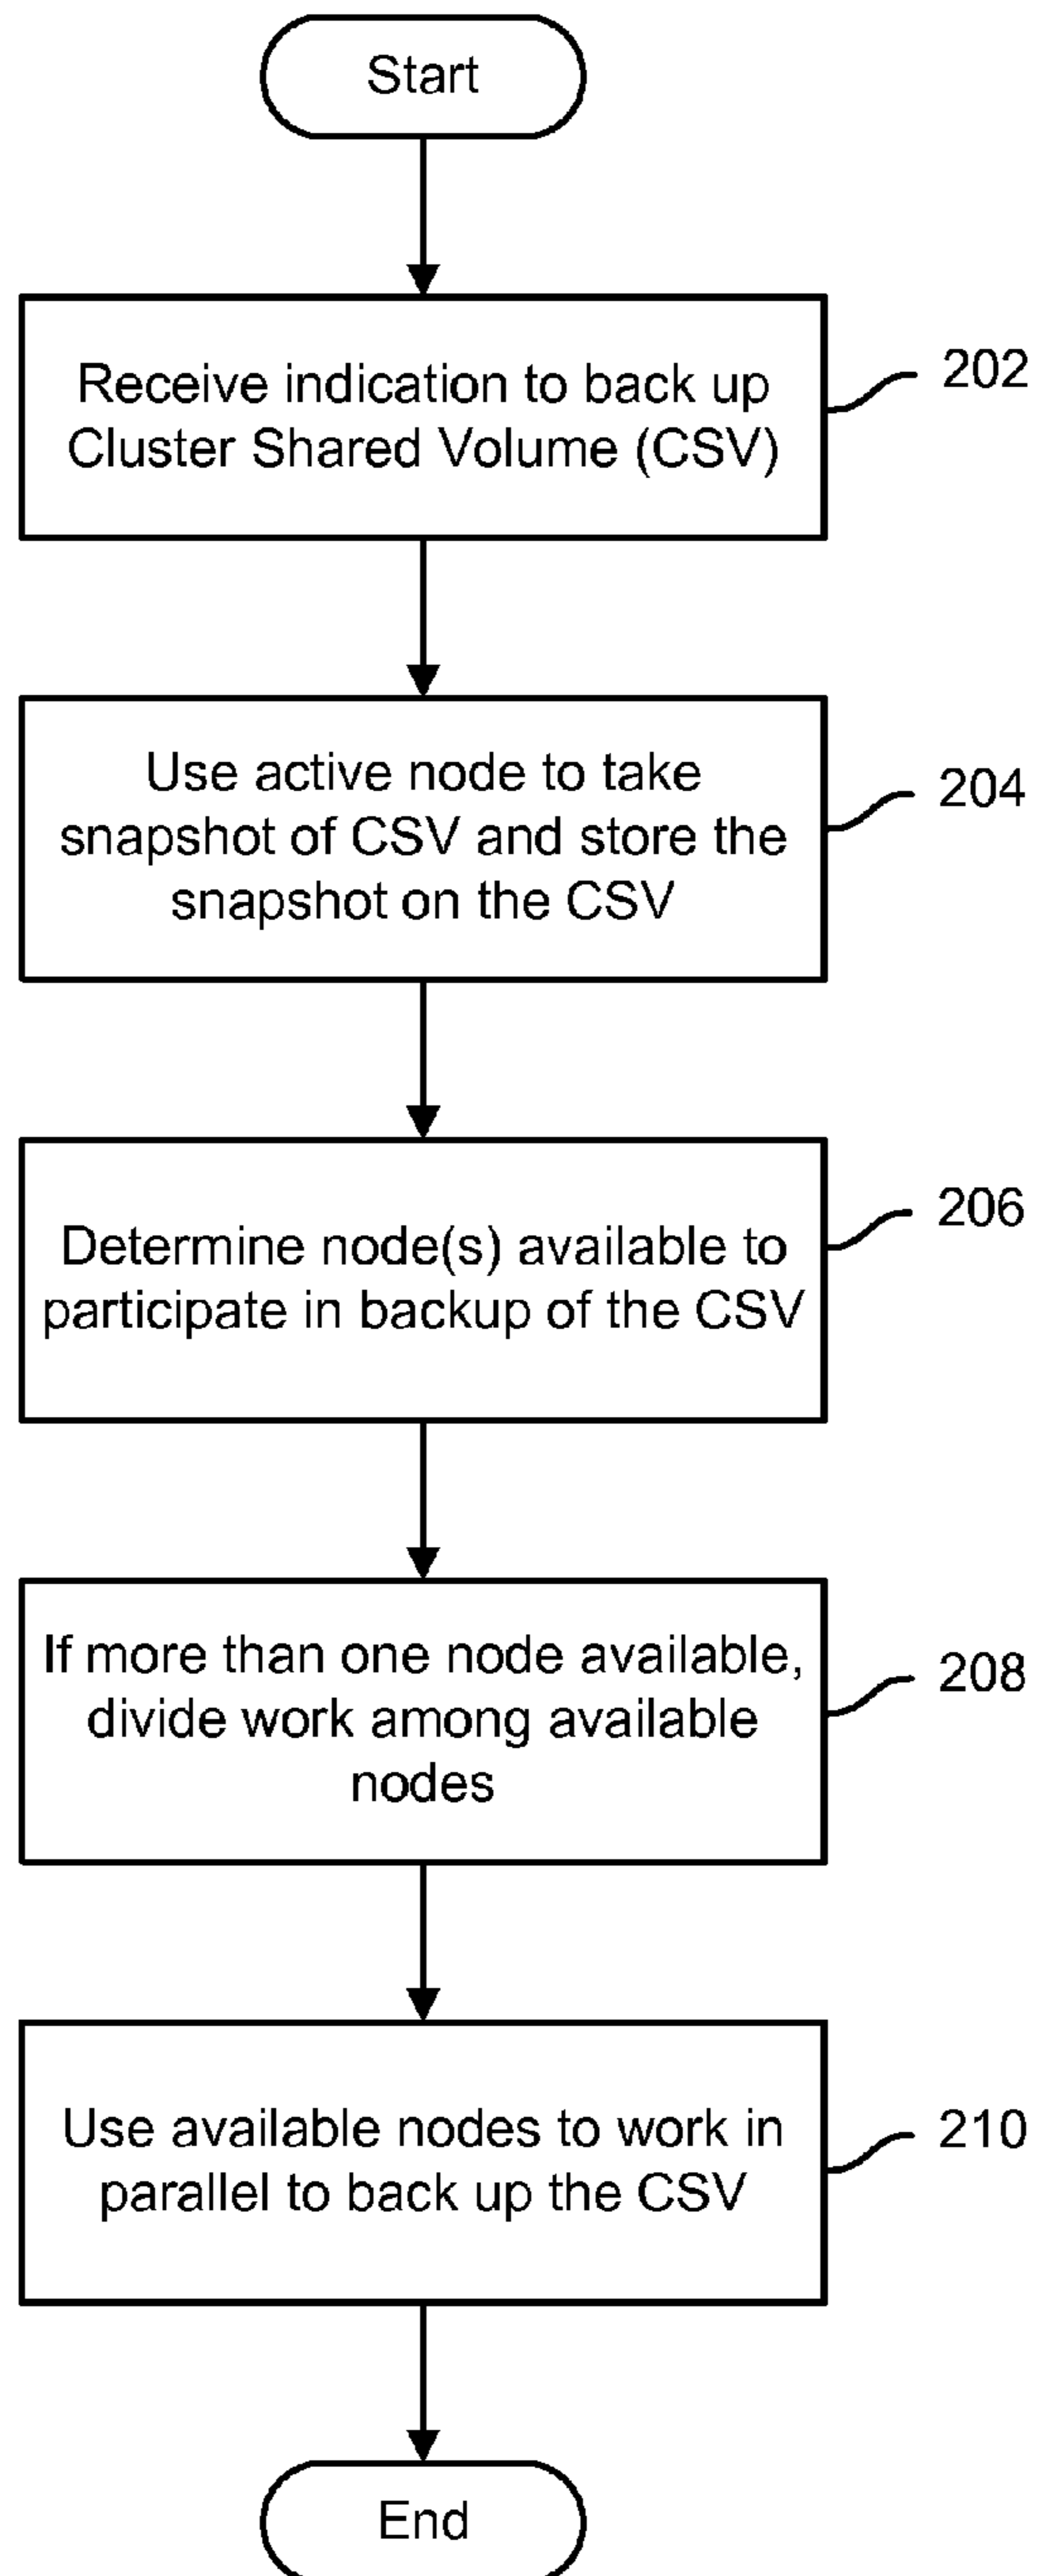 Start
Receive indication to back up
Cluster Shared Volume (CSV)
202
Use active node to take
snapshot of CSV and store the
snapshot on the CSV
204
Determine node(s) available to
participate in backup of the CSV
206
If more than one node available,
divide work among available
nodes
208
Use available nodes to work in
parallel to back up the CSV
210
End